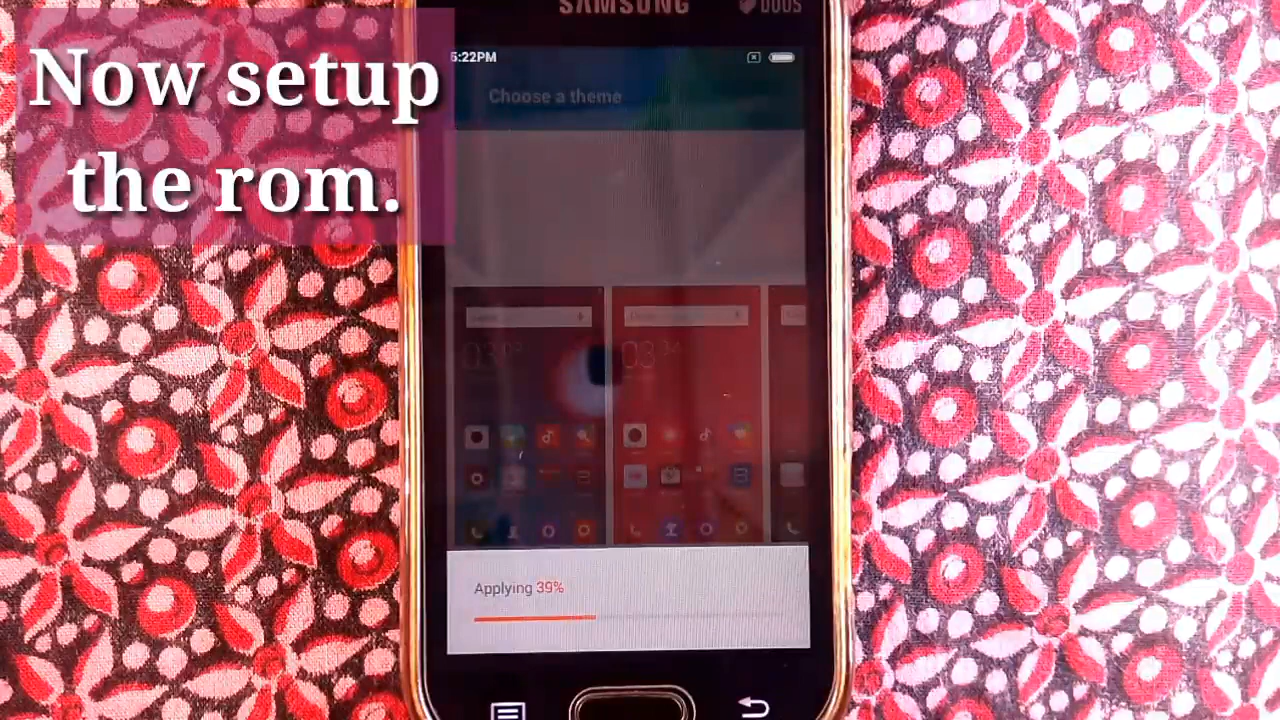 SAMSUNG
DUOS
Now setup
the rom.
5:22PM
Choose a theme
Applying 39%